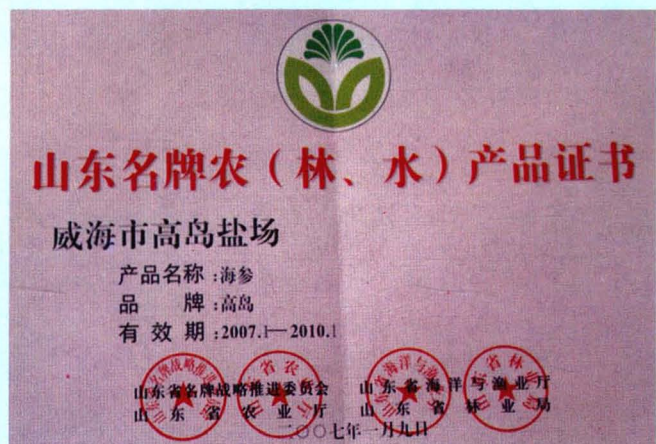 山东名牌农（林、水）产品证书
威海市高岛盐场
产品名称:海参
品 牌:高岛
有 效 期:2007.1—2010.1
山东省名牌战略推进委员会 山东省海洋与渔业厅
山东省农业厅 山东省林业局
二〇〇七年一月九日